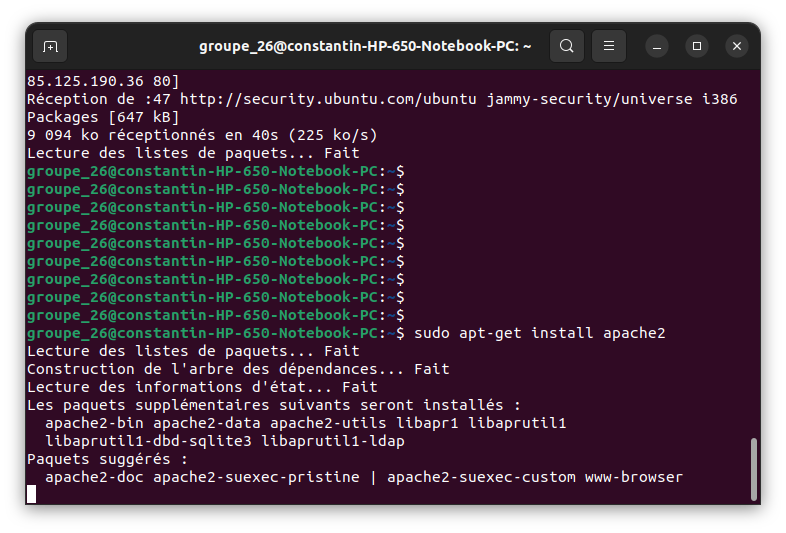 groupe_26@constantin-HP-650-Notebook-PC: ~
85.125.190.36 80]
Réception de :47 http://security.ubuntu.com/ubuntu jammy-security/universe i386
Packages [647 kB]
9 094 ko réceptionnés en 40s (225 ko/s)
Lecture des listes de paquets... Fait
groupe_26@constantin-HP-650-Notebook-PC:~$
groupe_26@constantin-HP-650-Notebook-PC:~$
groupe_26@constantin-HP-650-Notebook-PC:~$
groupe_26@constantin-HP-650-Notebook-PC:~$
groupe_26@constantin-HP-650-Notebook-PC:~$
groupe_26@constantin-HP-650-Notebook-PC:~$
groupe_26@constantin-HP-650-Notebook-PC:~$
groupe_26@constantin-HP-650-Notebook-PC:~$
groupe_26@constantin-HP-650-Notebook-PC:~$
groupe_26@constantin-HP-650-Notebook-PC:~$ sudo apt-get install apache2
Lecture des listes de paquets... Fait
Construction de l'arbre des dépendances... Fait
Lecture des informations d'état... Fait
Les paquets supplémentaires suivants seront installés :
  apache2-bin apache2-data apache2-utils libapr1 libaprutil1
  libaprutil1-dbd-sqlite3 libaprutil1-ldap
Paquets suggérés :
  apache2-doc apache2-suexec-pristine | apache2-suexec-custom www-browser